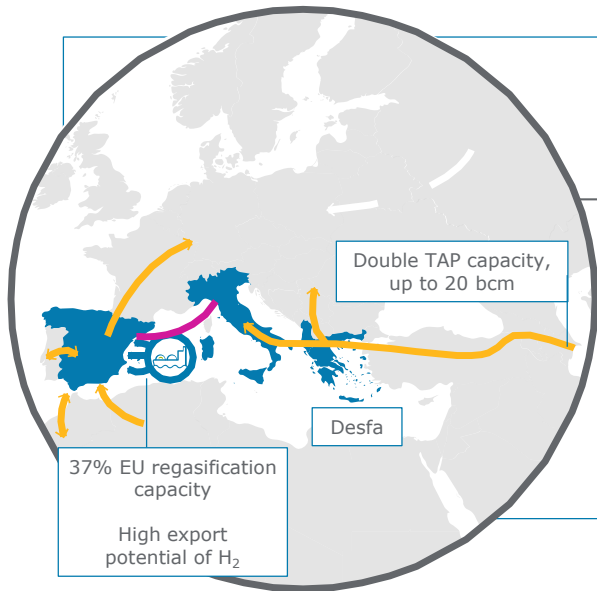 Double TAP capacity,
up to 20 bcm
Desfa
37% EU regasification
capacity
High export
potential of H₂